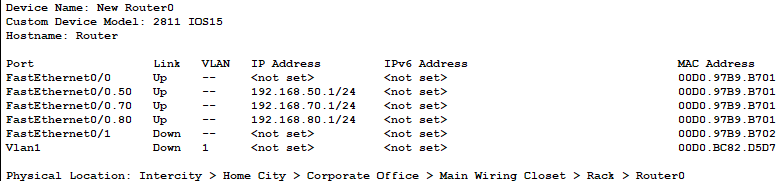 Device Name: New Router0
Custom Device Model: 2811 IOS15
Hostname: Router
Port Link VLAN IP Address IPv6 Address MAC Address
FastEthernet0/0 Up -- <not set> <not set> 00D0.97B9.B701
FastEthernet0/0.50 Up -- 192.168.50.1/24 <not set> 00D0.97B9.B701
FastEthernet0/0.70 Up -- 192.168.70.1/24 <not set> 00D0.97B9.B701
FastEthernet0/0.80 Up -- 192.168.80.1/24 <not set> 00D0.97B9.B701
FastEthernet0/1 Down -- <not set> <not set> 00D0.97B9.B702
Vlan1 Down 1 <not set> <not set> 00D0.BC82.D5D7
Physical Location: Intercity > Home City > Corporate Office > Main Wiring Closet > Rack > Router0